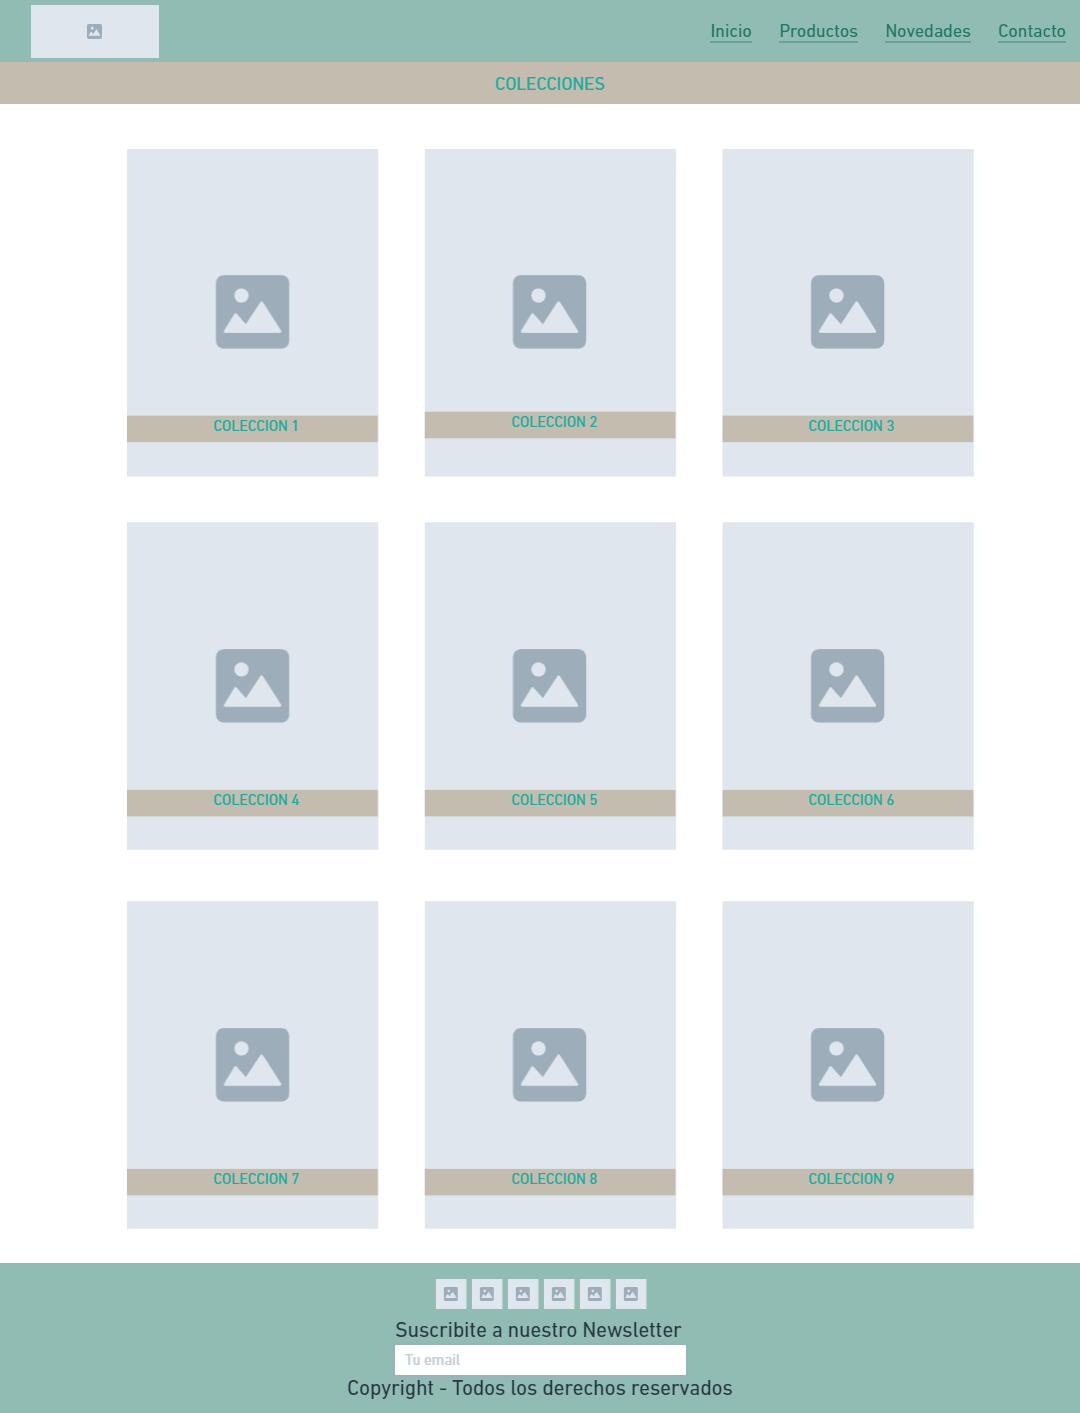 Inicio Productos Novedades Contacto
COLECCIONES
COLECCION 1 COLECCION 2 COLECCION 3
COLECCION 4 COLECCION 5 COLECCION 6
COLECCION 7 COLECCION 8 COLECCION 9
Suscribite a nuestro Newsletter
Tu email
Copyright - Todos los derechos reservados